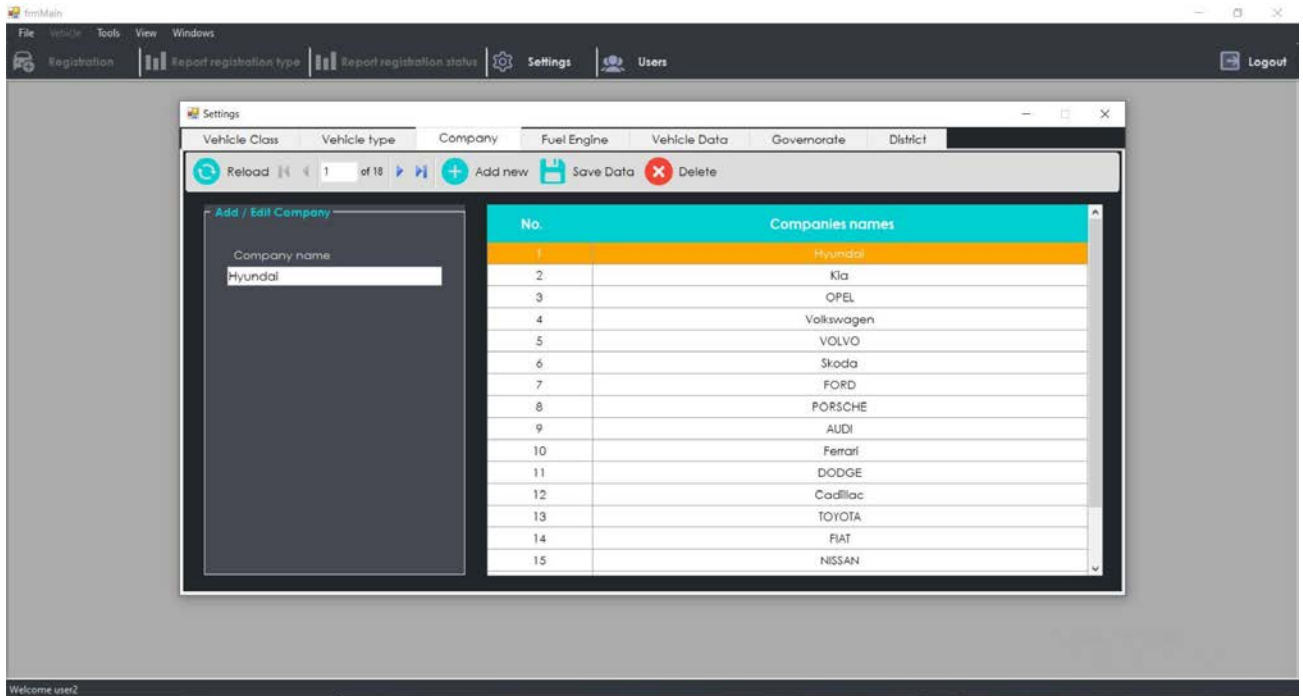 frmMain
File Vehicle Tools View Windows
Registration Report registration type Report registration status Settings Users Logout
Settings
Vehicle Class Vehicle type Company Fuel Engine Vehicle Data Governorate District
Reload 1 of 18 Add new Save Data Delete
Add / Edit Company
Company name
Hyundai
No. Companies names
1 Hyundai
2 Kia
3 OPEL
4 Volkswagen
5 VOLVO
6 Skoda
7 FORD
8 PORSCHE
9 AUDI
10 Ferrari
11 DODGE
12 Cadillac
13 TOYOTA
14 FIAT
15 NISSAN
Welcome user2